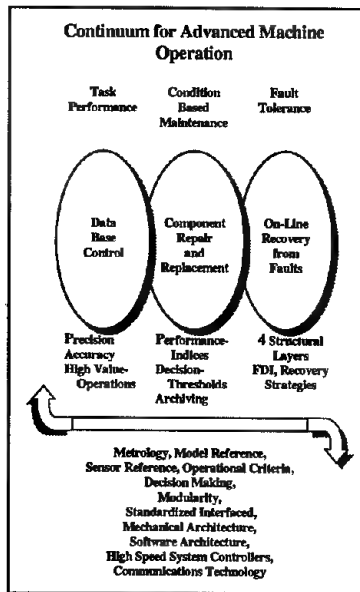 Continuum for Advanced Machine
Operation
Task
Performance
Condition
Based
Maintenance
Fault
Tolerance
Data
Base
Control
Component
Repair
and
Replacement
On-Line
Recovery
from
Faults
Precision
Accuracy
High Value-
Operations
Performance-
Indices
Decision-
Thresholds
Archiving
4 Structural
Layers
FDI, Recovery
Strategies
Metrology, Model Reference,
Sensor Reference, Operational Criteria,
Decision Making,
Modularity,
Standardized Interfaced,
Mechanical Architecture,
Software Architecture,
High Speed System Controllers,
Communications Technology